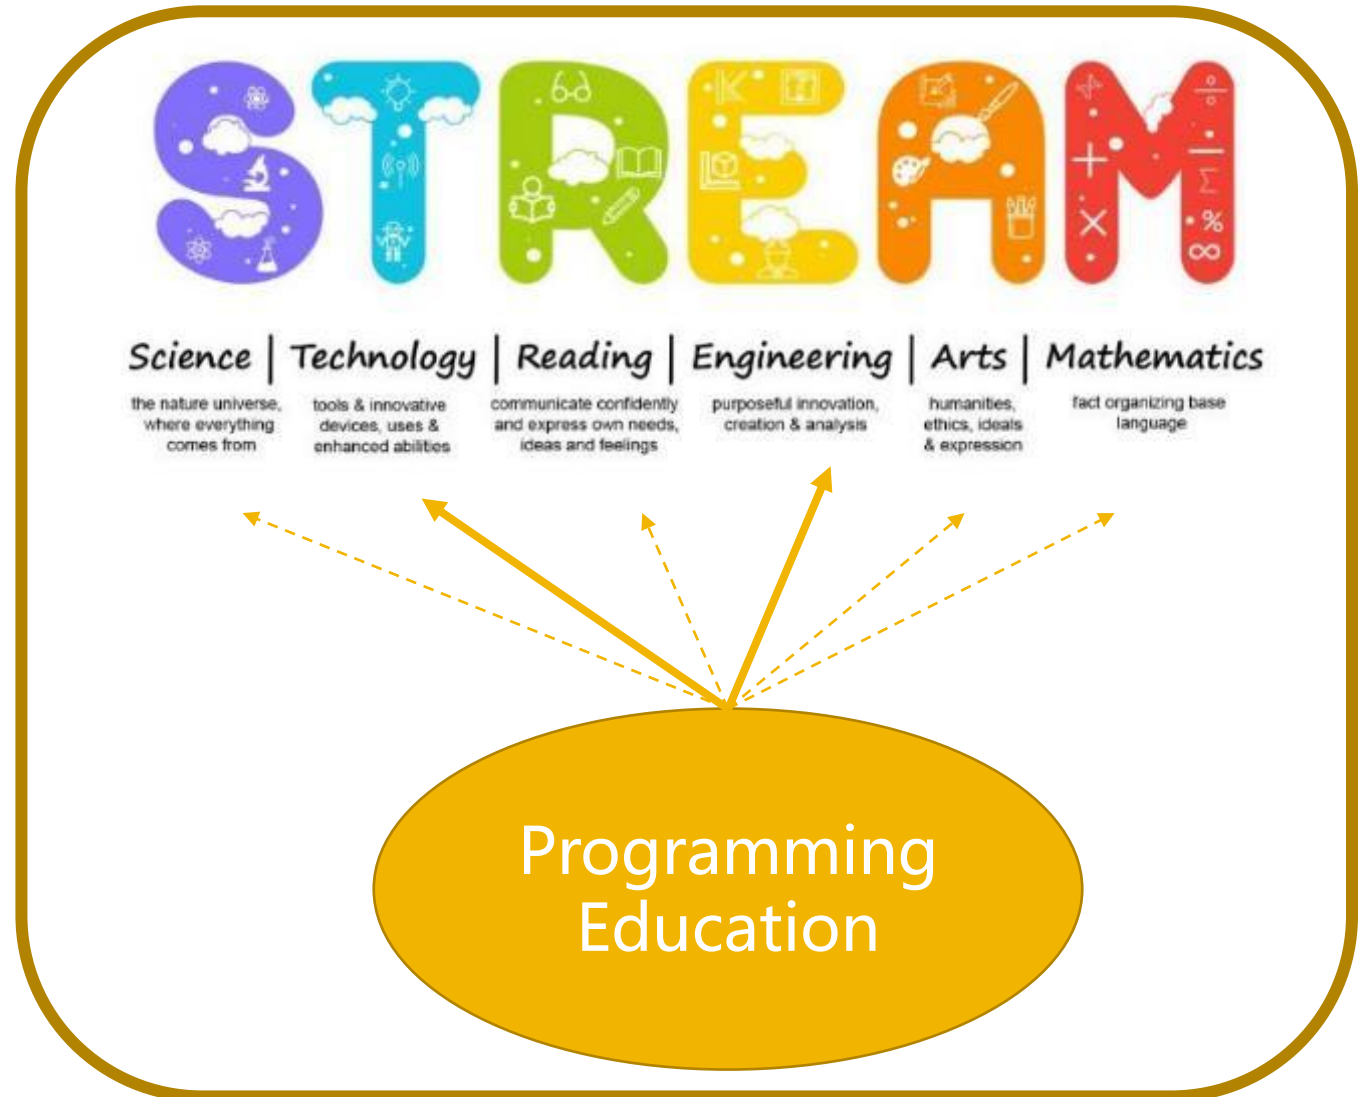 STREAM
Science | Technology | Reading | Engineering | Arts | Mathematics
the nature universe,
where everything
comes from
tools & innovative
devices, uses &
enhanced abilities
communicate confidently
and express own needs,
ideas and feelings
purposeful innovation,
creation & analysis
humanities,
ethics, ideals
& expression
fact organizing base
language
Programming
Education